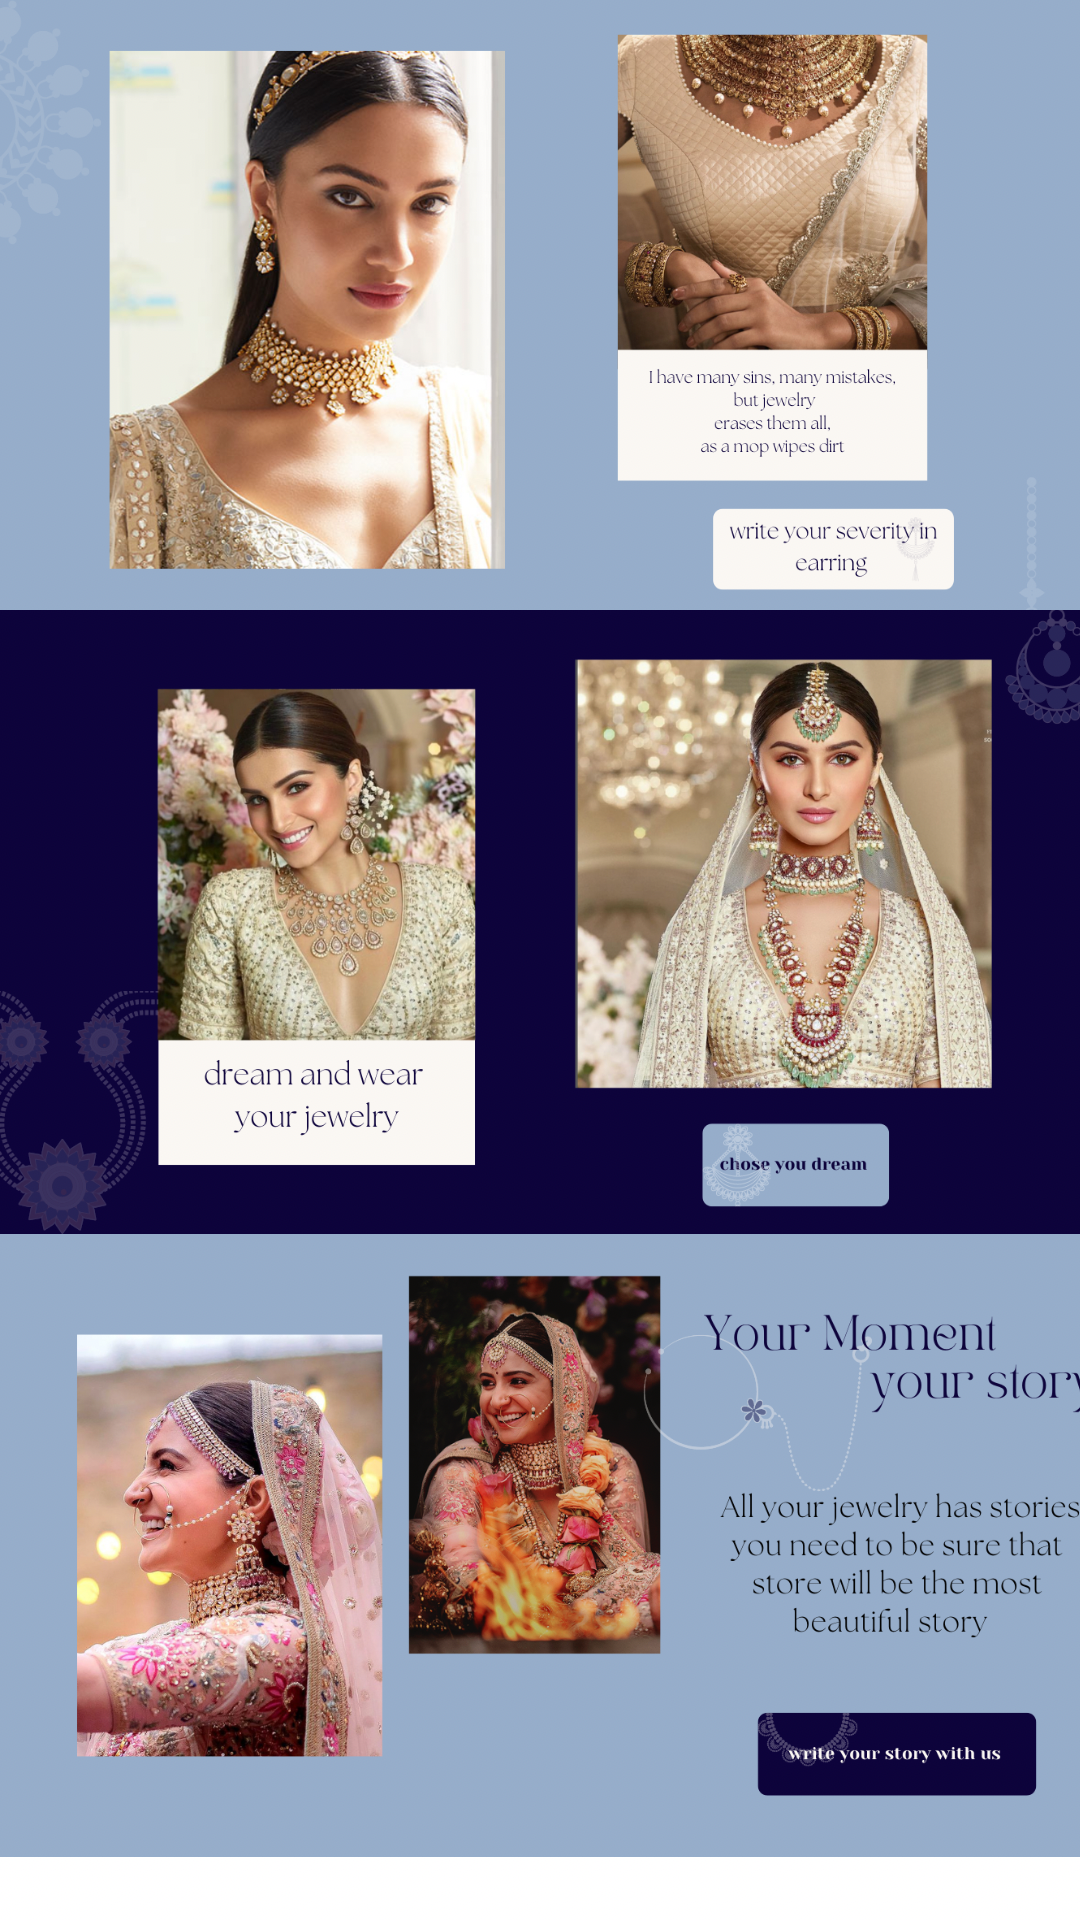 I have many sins, many mistakes,
but jewelry
erases them all,
as a mop wipes dirt
write your severity in
earring
dream and wear
your jewelry
chose you dream
Your Moment
your story
All your jewelry has stories
you need to be sure that
store will be the most
beautiful story
write your story with us